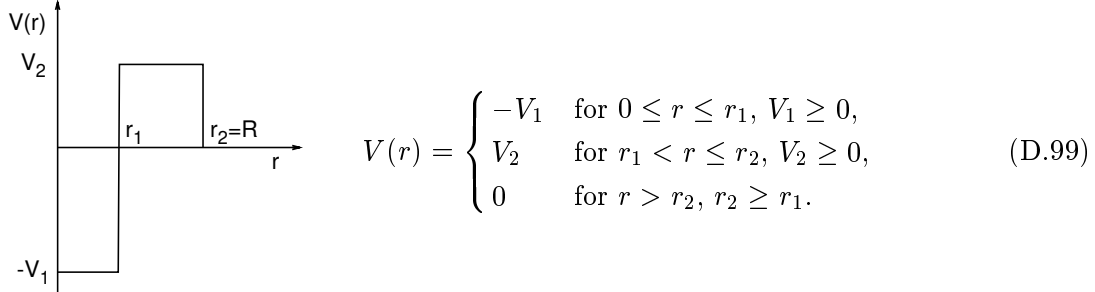 V(r)
V₂
r₁
r₂=R
r
-V₁
V(r) = { −V₁ for 0 ≤ r ≤ r₁, V₁ ≥ 0,
V₂ for r₁ < r ≤ r₂, V₂ ≥ 0,
0 for r > r₂, r₂ ≥ r₁.
(D.99)